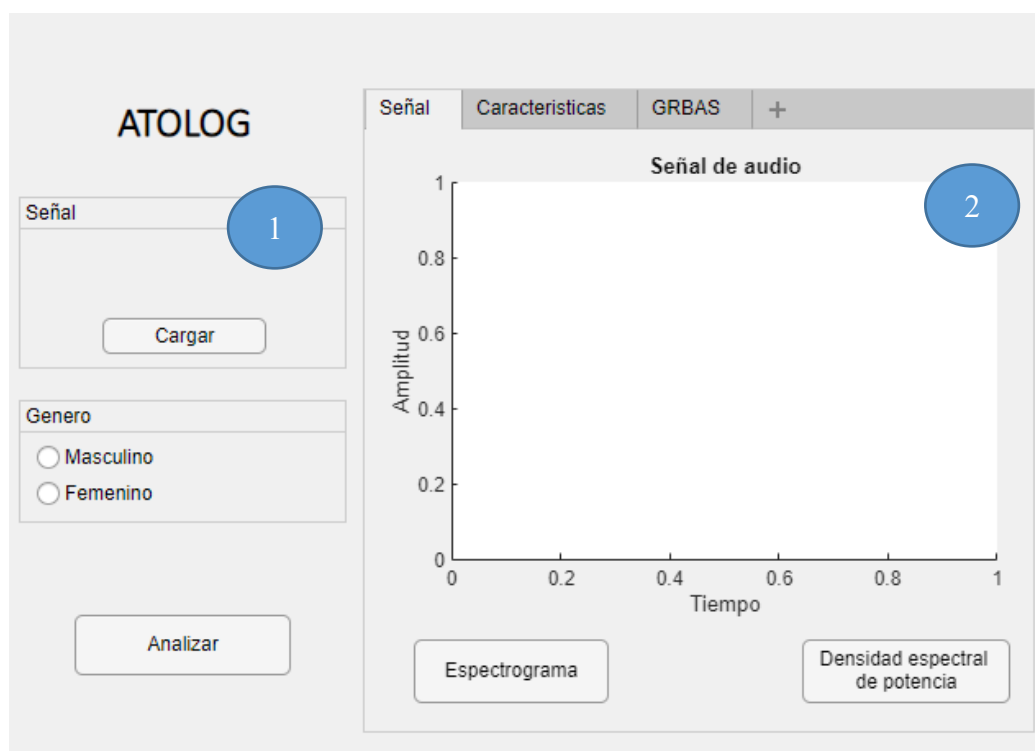 ATOLOG
Señal
1
Cargar
Genero
Masculino
Femenino
Analizar
Señal Caracteristicas GRBAS +
Señal de audio
2
1
0.8
0.6
0.4
0.2
0
Amplitud
0 0.2 0.4 0.6 0.8 1
Tiempo
Espectrograma
Densidad espectral
de potencia